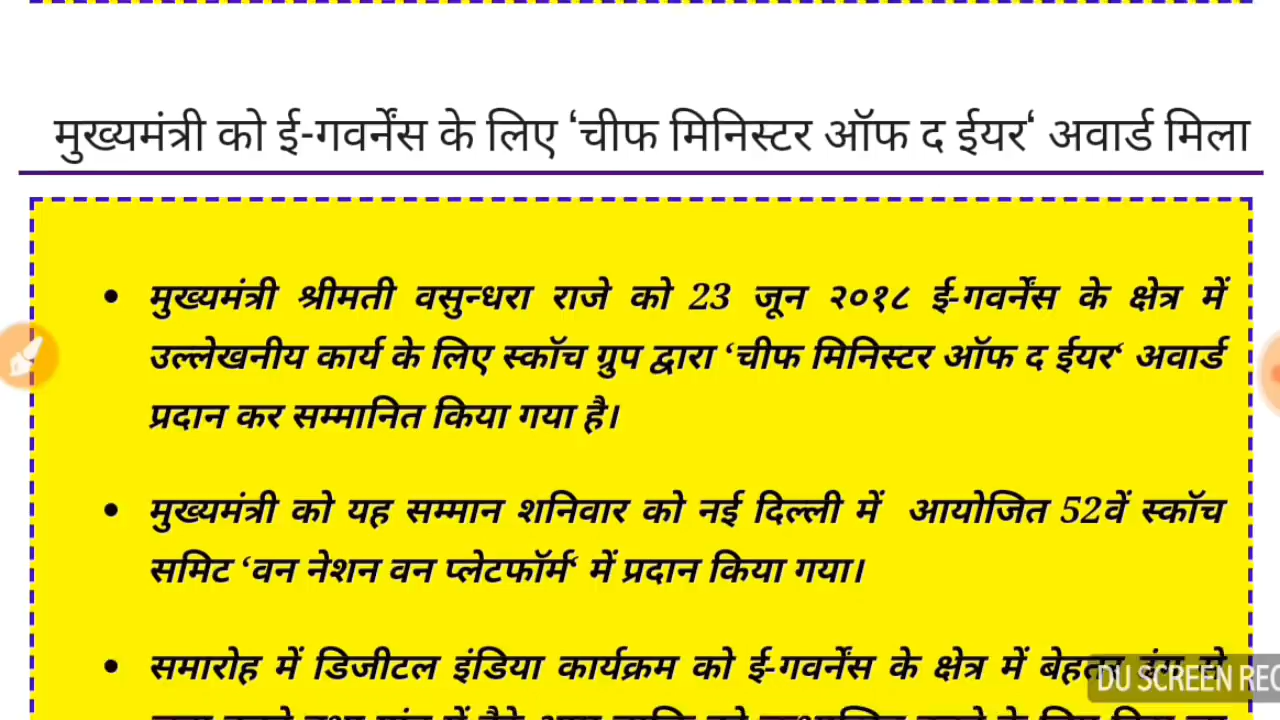 मुख्यमंत्री को ई-गवर्नेंस के लिए ‘चीफ मिनिस्टर ऑफ द ईयर‘ अवार्ड मिला
• मुख्यमंत्री श्रीमती वसुन्धरा राजे को 23 जून २०१८ ई-गवर्नेंस के क्षेत्र में
उल्लेखनीय कार्य के लिए स्कॉच ग्रुप द्वारा ‘चीफ मिनिस्टर ऑफ द ईयर‘ अवार्ड
प्रदान कर सम्मानित किया गया है।
• मुख्यमंत्री को यह सम्मान शनिवार को नई दिल्ली में आयोजित 52वें स्कॉच
समिट ‘वन नेशन वन प्लेटफॉर्म‘ में प्रदान किया गया।
• समारोह में डिजीटल इंडिया कार्यक्रम को ई-गवर्नेंस के क्षेत्र में
DU SCREEN REC